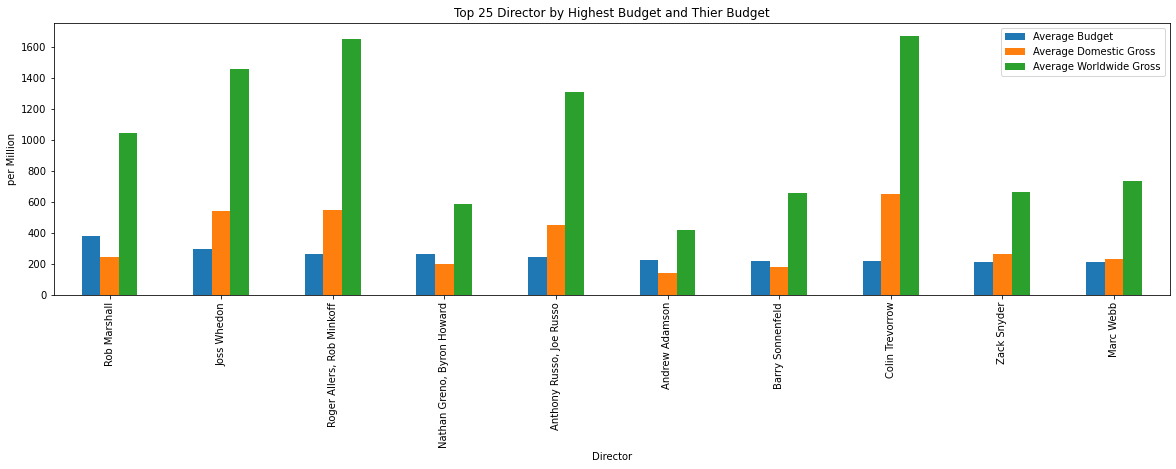 Top 25 Director by Highest Budget and Thier Budget
Average Budget
Average Domestic Gross
Average Worldwide Gross
per Million
1600
1400
1200
1000
800
600
400
200
0
Rob Marshall
Joss Whedon
Roger Allers, Rob Minkoff
Nathan Greno, Byron Howard
Anthony Russo, Joe Russo
Andrew Adamson
Barry Sonnenfeld
Colin Trevorrow
Zack Snyder
Marc Webb
Director